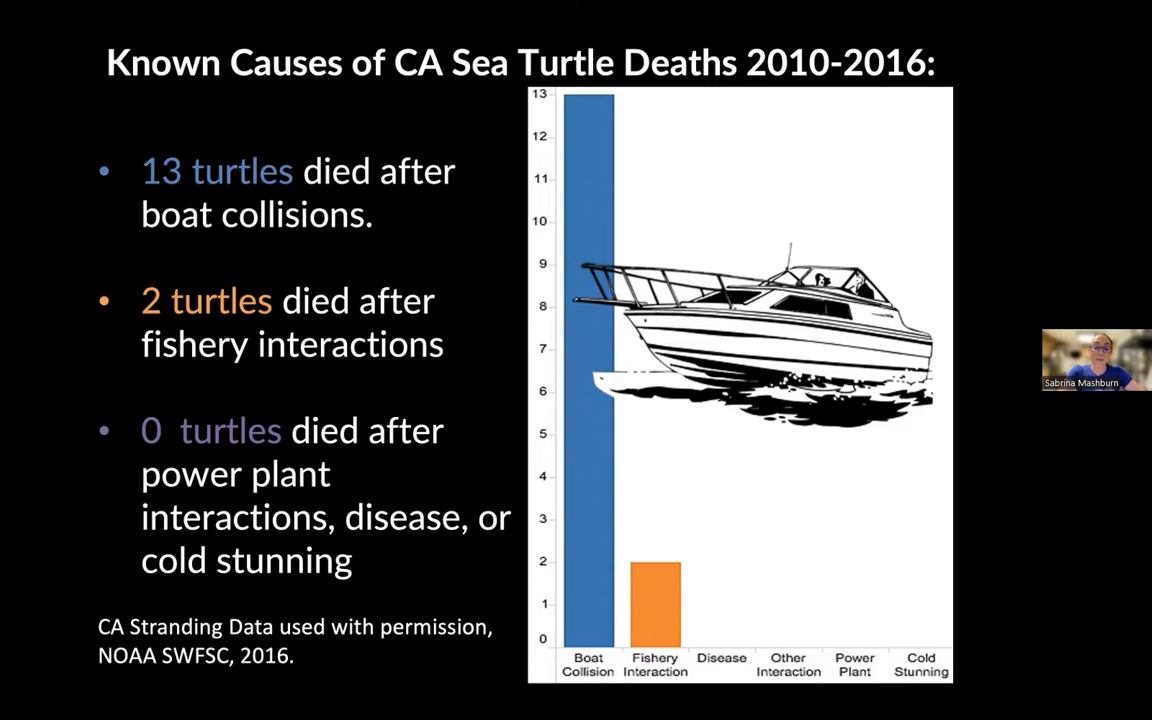 Known Causes of CA Sea Turtle Deaths 2010-2016:
• 13 turtles died after
boat collisions.
• 2 turtles died after
fishery interactions
• 0 turtles died after
power plant
interactions, disease, or
cold stunning
CA Stranding Data used with permission,
NOAA SWFSC, 2016.
13
12
11
10
9
8
7
6
5
4
3
2
1
0
Boat
Collision
Fishery
Interaction
Disease
Other
Interaction
Power
Plant
Cold
Stunning
Sabrina Mashburn